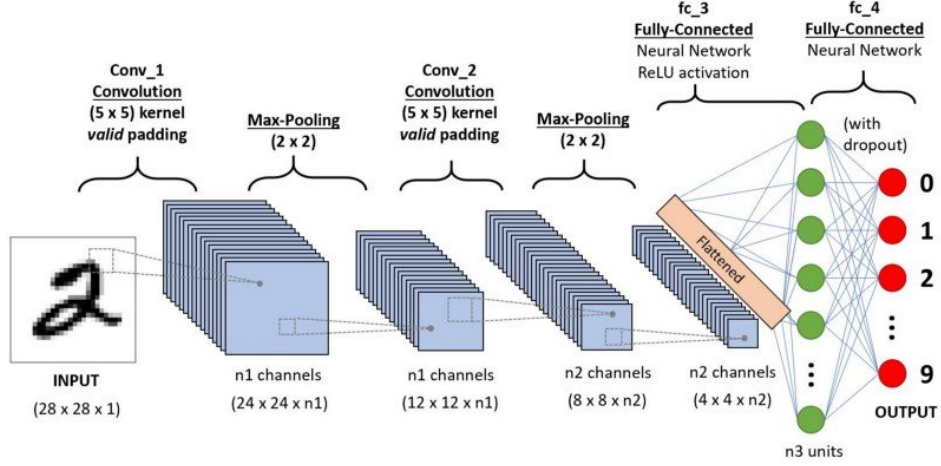 fc_3
Fully-Connected
Neural Network
ReLU activation
fc_4
Fully-Connected
Neural Network
Conv_1
Convolution
(5 x 5) kernel
valid padding
Max-Pooling
(2 x 2)
Conv_2
Convolution
(5 x 5) kernel
valid padding
Max-Pooling
(2 x 2)
(with
dropout)
Flattened
0
1
2
9
INPUT
(28 x 28 x 1)
n1 channels
(24 x 24 x n1)
n1 channels
(12 x 12 x n1)
n2 channels
(8 x 8 x n2)
n2 channels
(4 x 4 x n2)
OUTPUT
n3 units
2